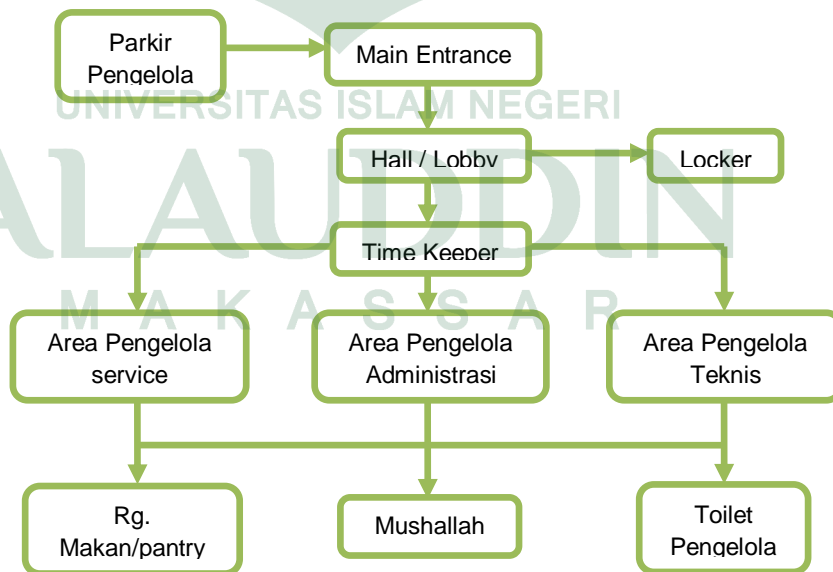 Parkir
Pengelola
Main Entrance
UNIVERSITAS ISLAM NEGERI
Hall / Lobby
Locker
ALAUDDIN
Time Keeper
M A K A S S A R
Area Pengelola
service
Area Pengelola
Administrasi
Area Pengelola
Teknis
Rg.
Makan/pantry
Mushallah
Toilet
Pengelola